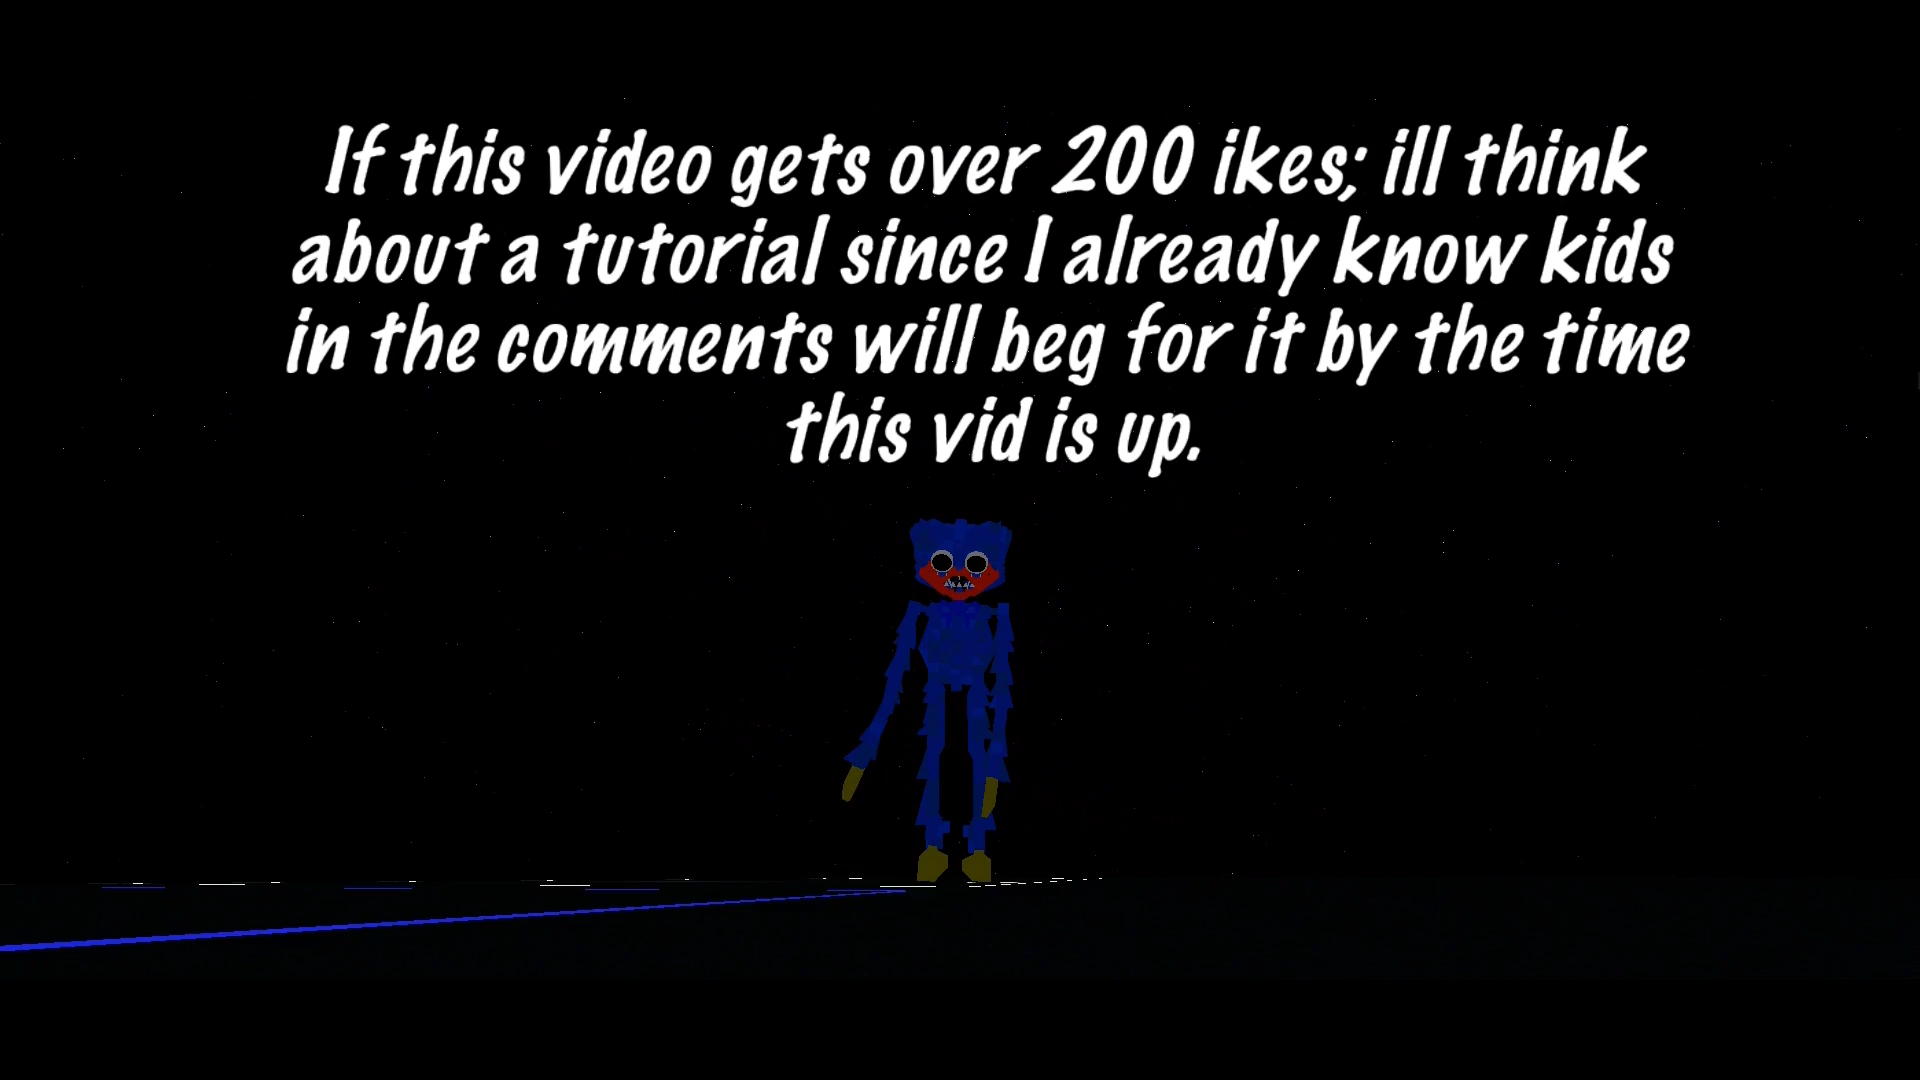 If this video gets over 200 ikes; ill think
about a tutorial since I already know kids
in the comments will beg for it by the time
this vid is up.